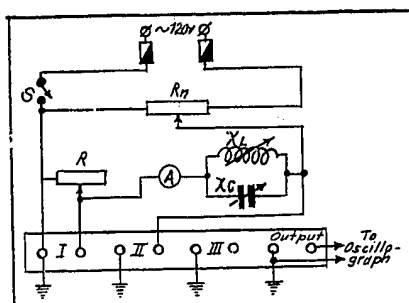 ~120v
S
Rn
R
A
XL
XC
I II III Output
To
Oscillo-
graph